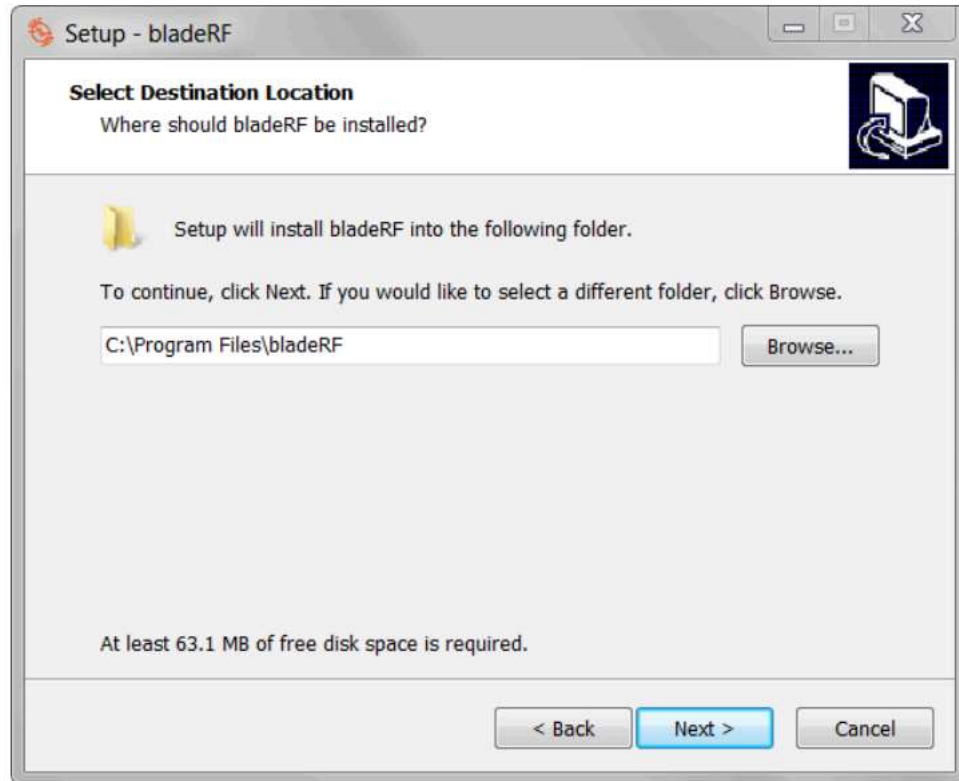 Setup - bladeRF
Select Destination Location
Where should bladeRF be installed?
Setup will install bladeRF into the following folder.
To continue, click Next. If you would like to select a different folder, click Browse.
C:\Program Files\bladeRF
Browse...
At least 63.1 MB of free disk space is required.
< Back
Next >
Cancel